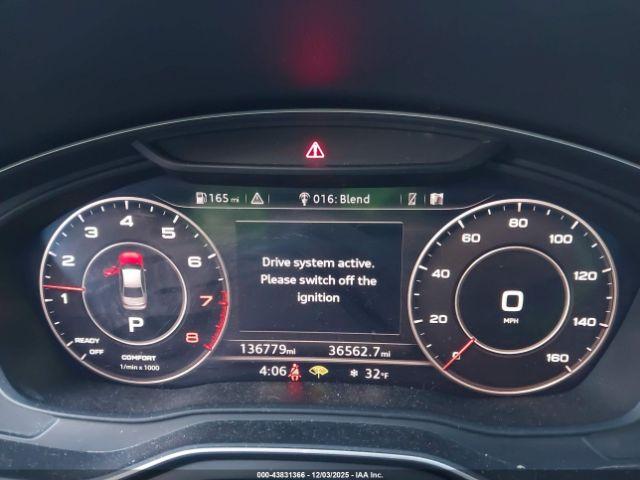 165 mi 016: Blend
Drive system active.
Please switch off the
ignition
1 2 3 4 5 6 7 8
READY
OFF
P
COMFORT
1/min x 1000
0 20 40 60 80 100 120 140 160
0
MPH
136779mi 36562.7mi
4:06 32°F
000-43831366 - 12/03/2025 - IAA Inc.